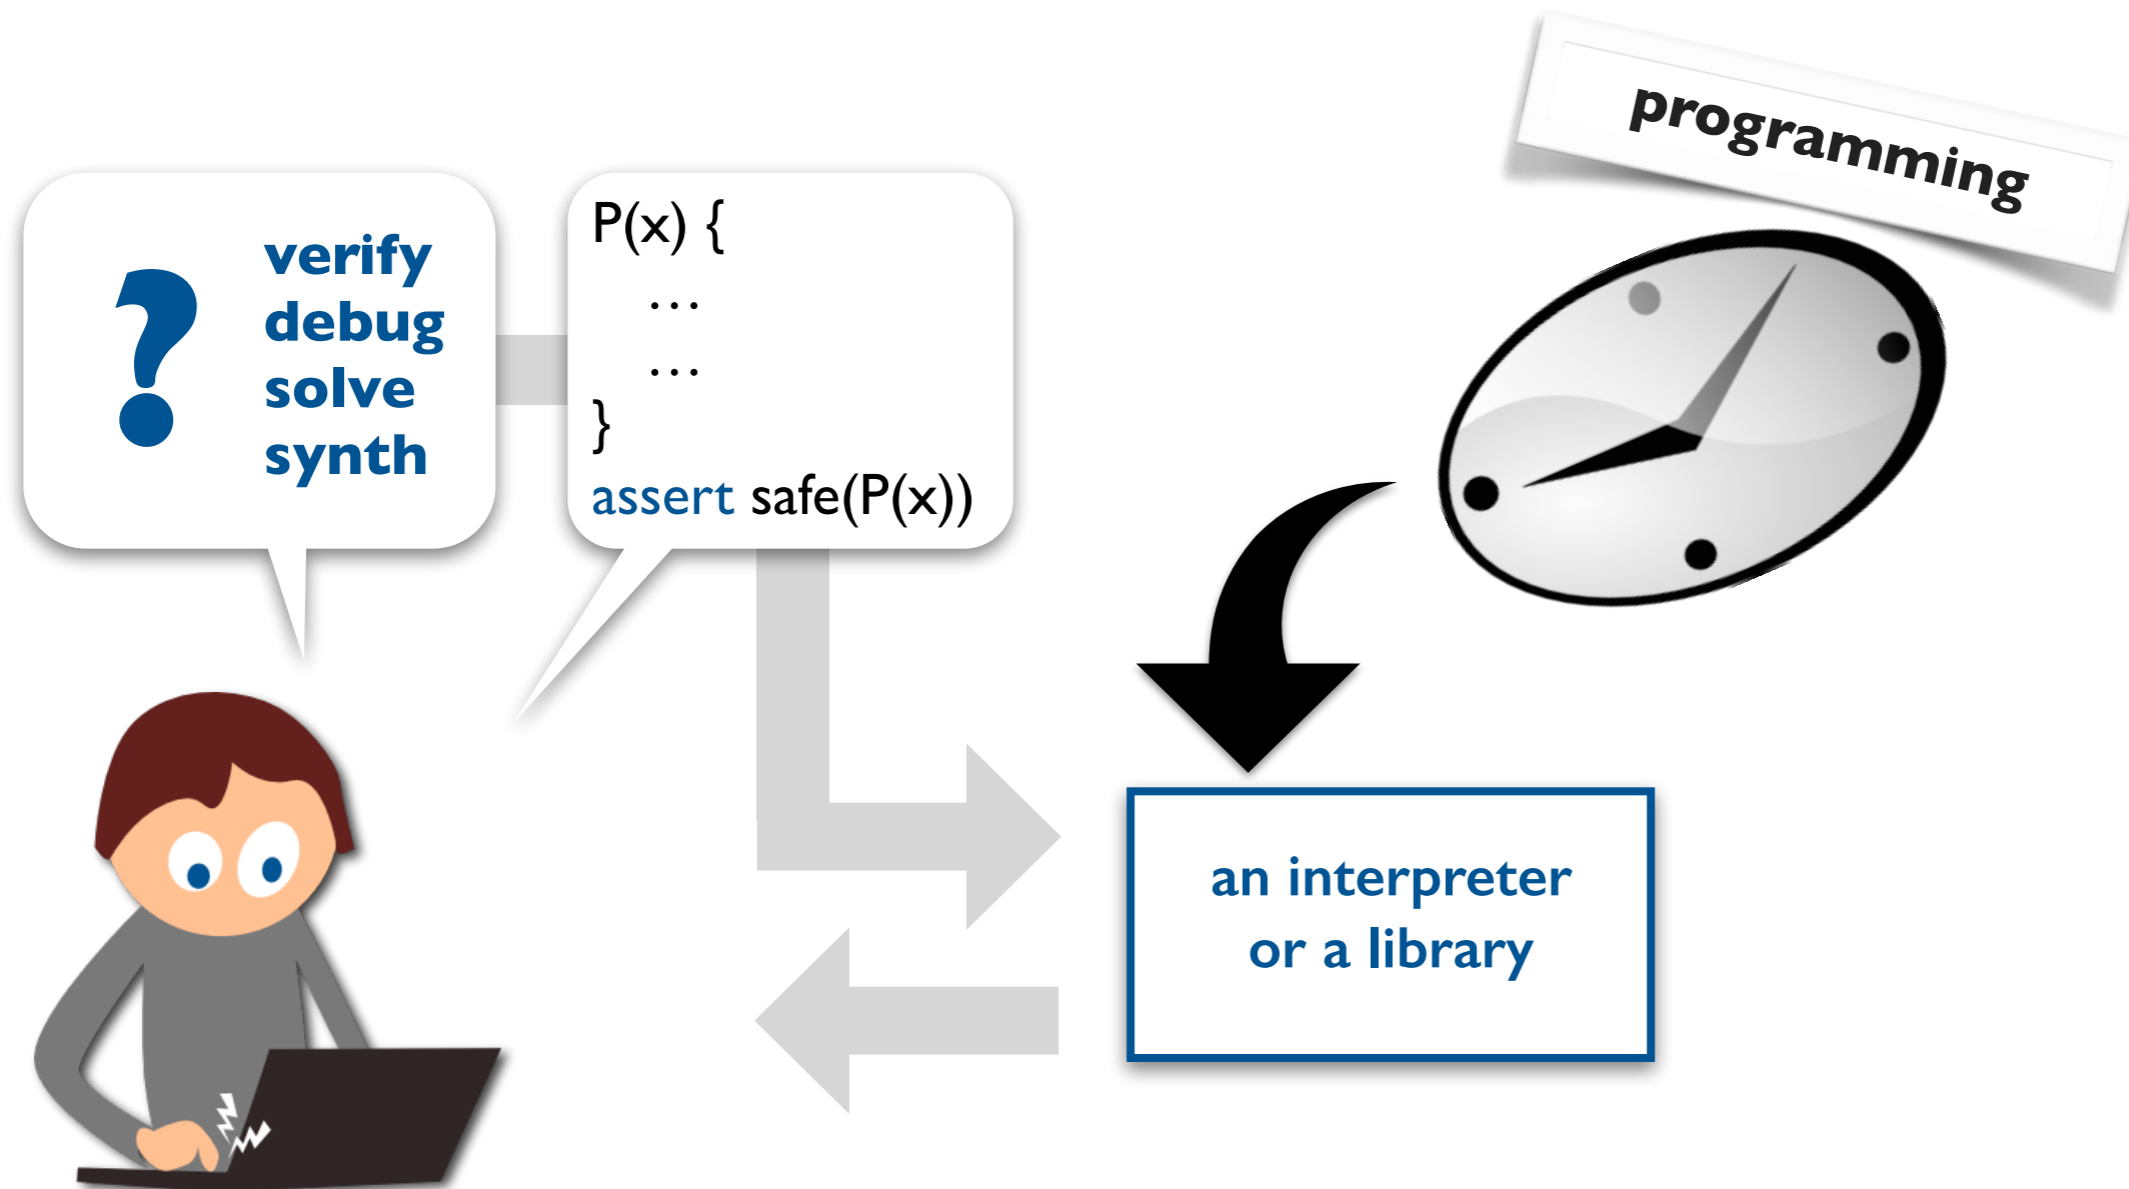 programming
?
verify
debug
solve
synth
P(x) {
…
…
}
assert safe(P(x))
an interpreter
or a library